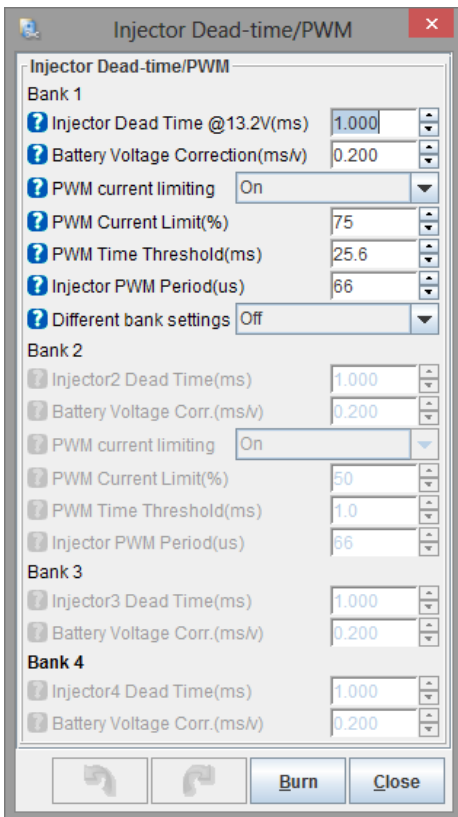 Injector Dead-time/PWM
Injector Dead-time/PWM
Bank 1
Injector Dead Time @13.2V(ms) 1.000
Battery Voltage Correction(ms/v) 0.200
PWM current limiting On
PWM Current Limit(%) 75
PWM Time Threshold(ms) 25.6
Injector PWM Period(us) 66
Different bank settings Off
Bank 2
Injector2 Dead Time(ms) 1.000
Battery Voltage Corr.(ms/v) 0.200
PWM current limiting On
PWM Current Limit(%) 50
PWM Time Threshold(ms) 1.0
Injector PWM Period(us) 66
Bank 3
Injector3 Dead Time(ms) 1.000
Battery Voltage Corr.(ms/v) 0.200
Bank 4
Injector4 Dead Time(ms) 1.000
Battery Voltage Corr.(ms/v) 0.200
Burn Close